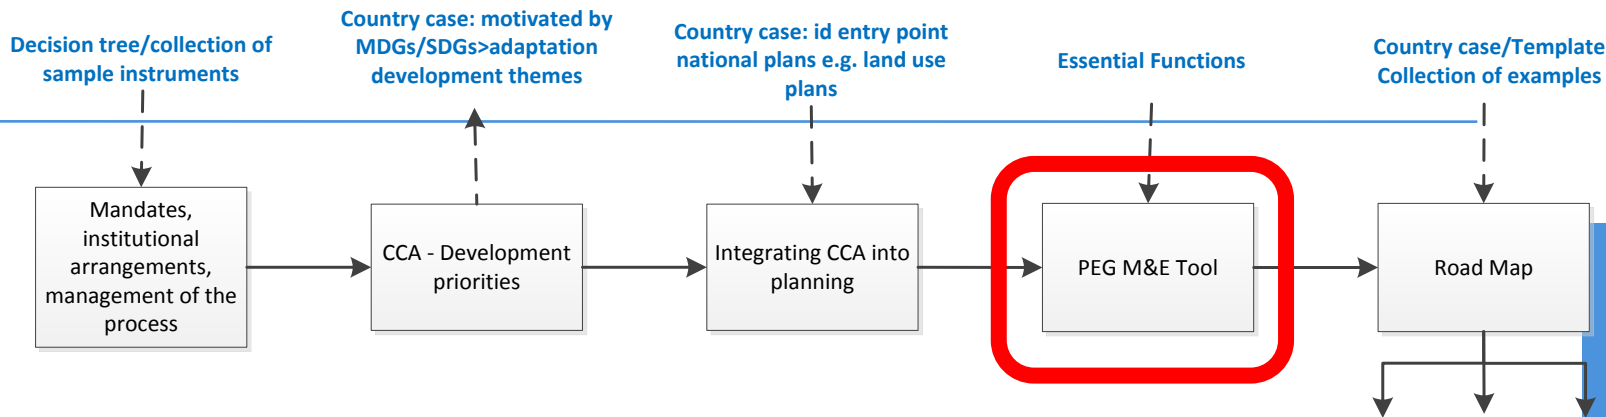 Decision tree/collection of
sample instruments
Country case: motivated by
MDGs/SDGs>adaptation
development themes
Country case: id entry point
national plans e.g. land use
plans
Essential Functions
Country case/Template
Collection of examples
Mandates,
institutional
arrangements,
management of the
process
CCA - Development
priorities
Integrating CCA into
planning
PEG M&E Tool
Road Map